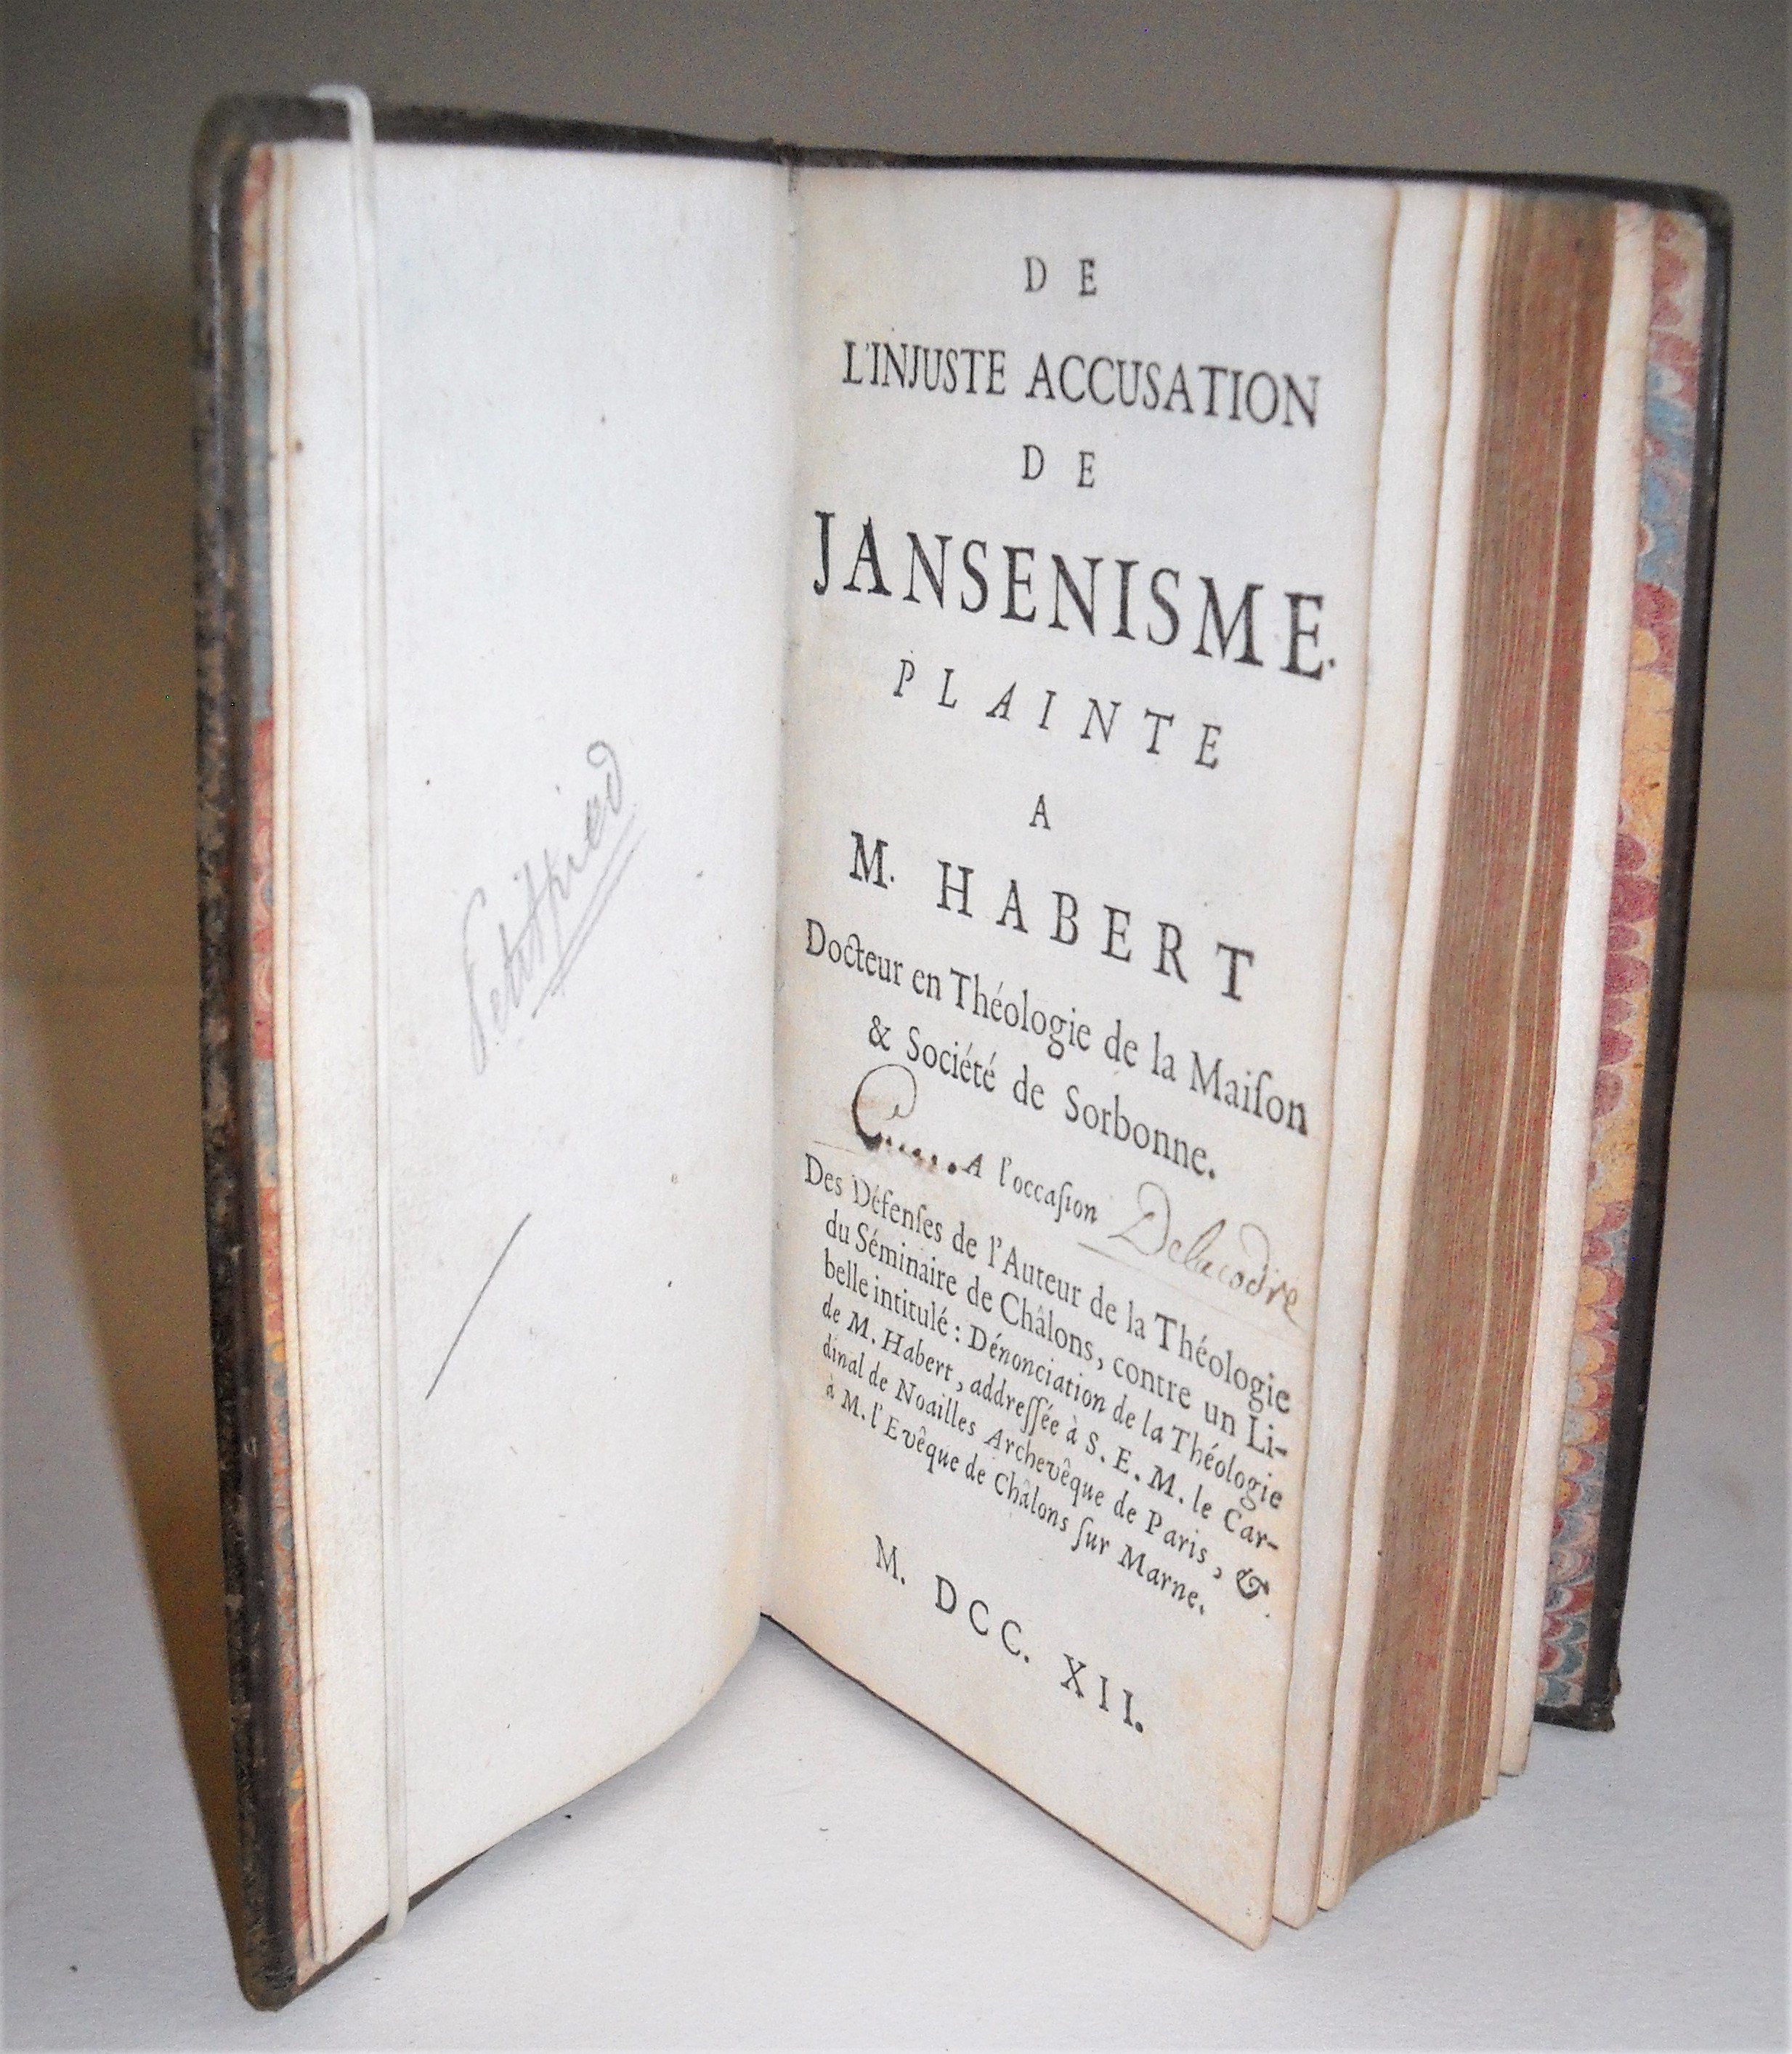 Petitpied
DE
L'INJUSTE ACCUSATION
DE
JANSENISME.
PLAINTE
A
M. HABERT
Docteur en Théologie de la Maiſon
& Société de Sorbonne.
C..... A l'occaſion Delacodre
Des Défenſes de l'Auteur de la Théologie
du Séminaire de Châlons, contre un Li-
belle intitulé : Dénonciation de la Théologie
de M. Habert, addreſſée à S. E. M. le Car-
dinal de Noailles Archevêque de Paris, &
à M. l'Evêque de Châlons ſur Marne.
M. DCC. XII.